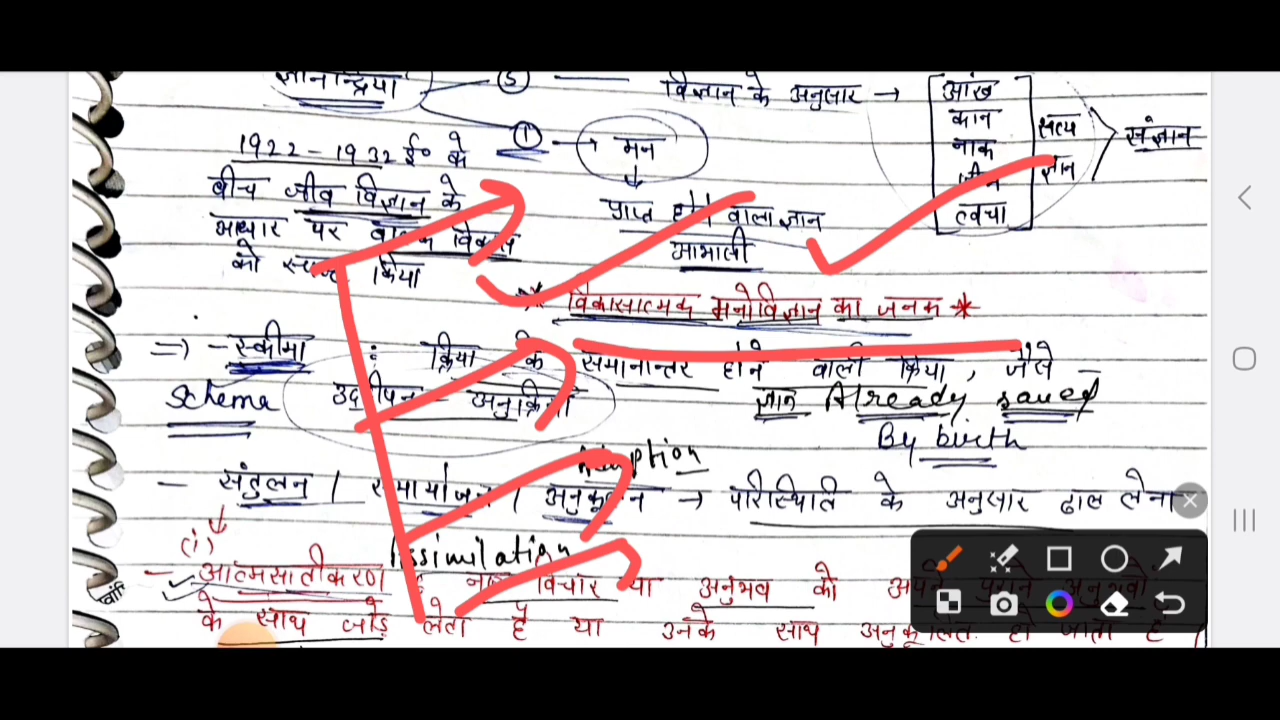 ज्ञानेन्द्रिया
5
विज्ञान के अनुसार →
आंख
कान
नाक
जीभ
त्वचा
सत्य
ज्ञान
संज्ञान
1 → मन
↓
प्राप्त होने वाला ज्ञान
आभाली
1922 - 1932 ई० के
बीच जीव विज्ञान के
आधार पर विकास
को किया
* विकासात्मक मनोविज्ञान का जनक *
⇒ - स्कीमा : क्रिया के समानान्तर होने वाली क्रिया, जैसे -
Schema उद्दीपन - अनुक्रिया ज्ञान Already saved
By birth
- संतुलन / समायोजन / अनुकूलन → परिस्थिति के अनुसार ढाल लेना
(i)
Assimilation
- आत्मसातीकरण : विचार या अनुभव को अपने पुराने अनुभवों
के साथ जोड़ लेता है या उनके साथ अनुकूलित हो जाता है।